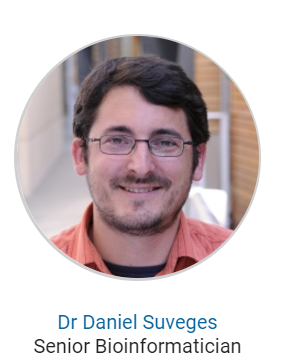 Dr Daniel Suveges
Senior Bioinformatician